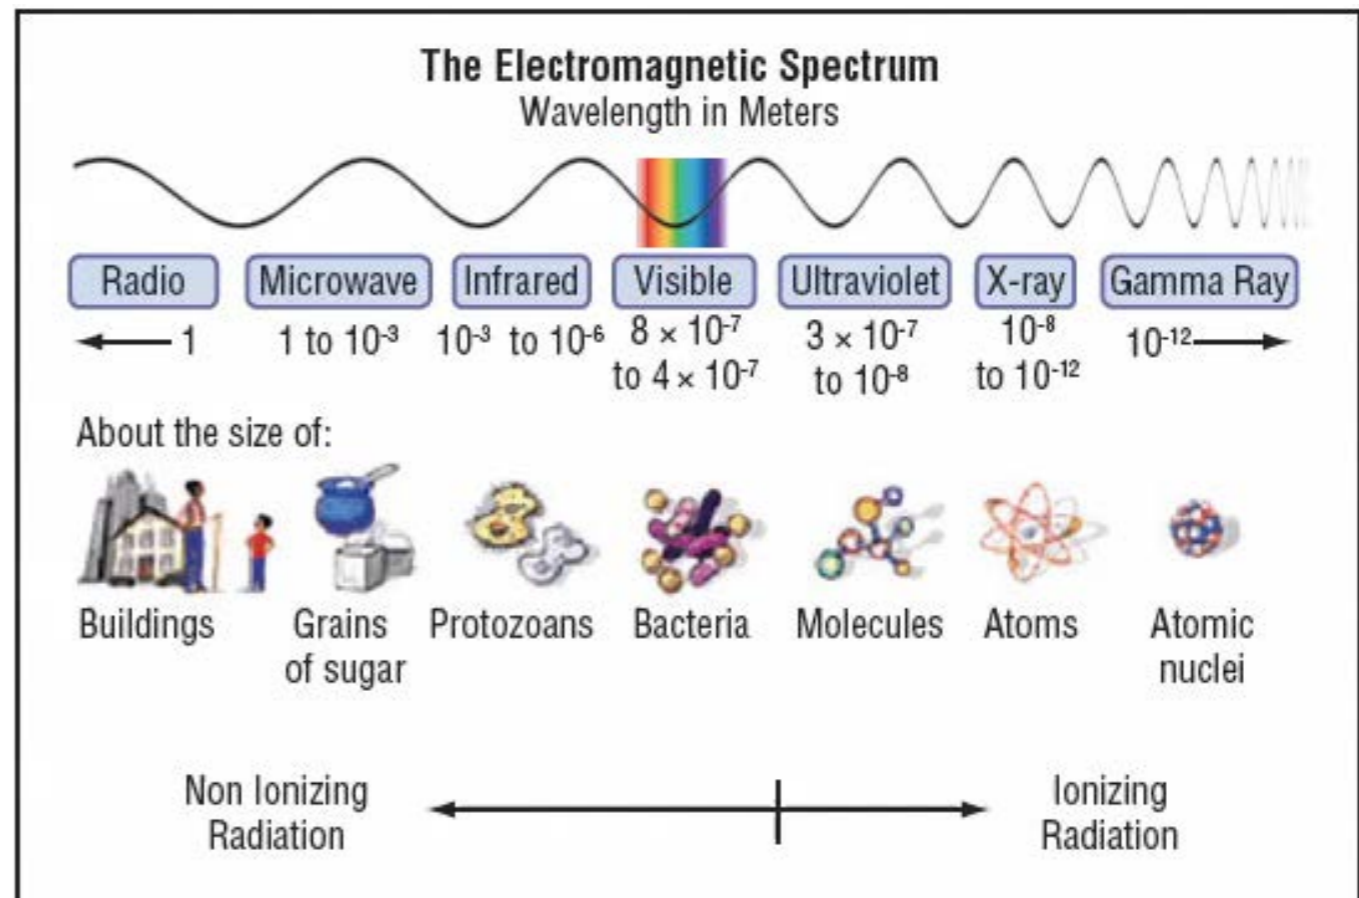 The Electromagnetic Spectrum
Wavelength in Meters
Radio Microwave Infrared Visible Ultraviolet X-ray Gamma Ray
1 1 to 10⁻³ 10⁻³ to 10⁻⁶ 8 × 10⁻⁷ 3 × 10⁻⁷ 10⁻⁸ 10⁻¹²
to 4 × 10⁻⁷ to 10⁻⁸ to 10⁻¹²
About the size of:
Buildings Grains Protozoans Bacteria Molecules Atoms Atomic
of sugar nuclei
Non Ionizing Ionizing
Radiation Radiation